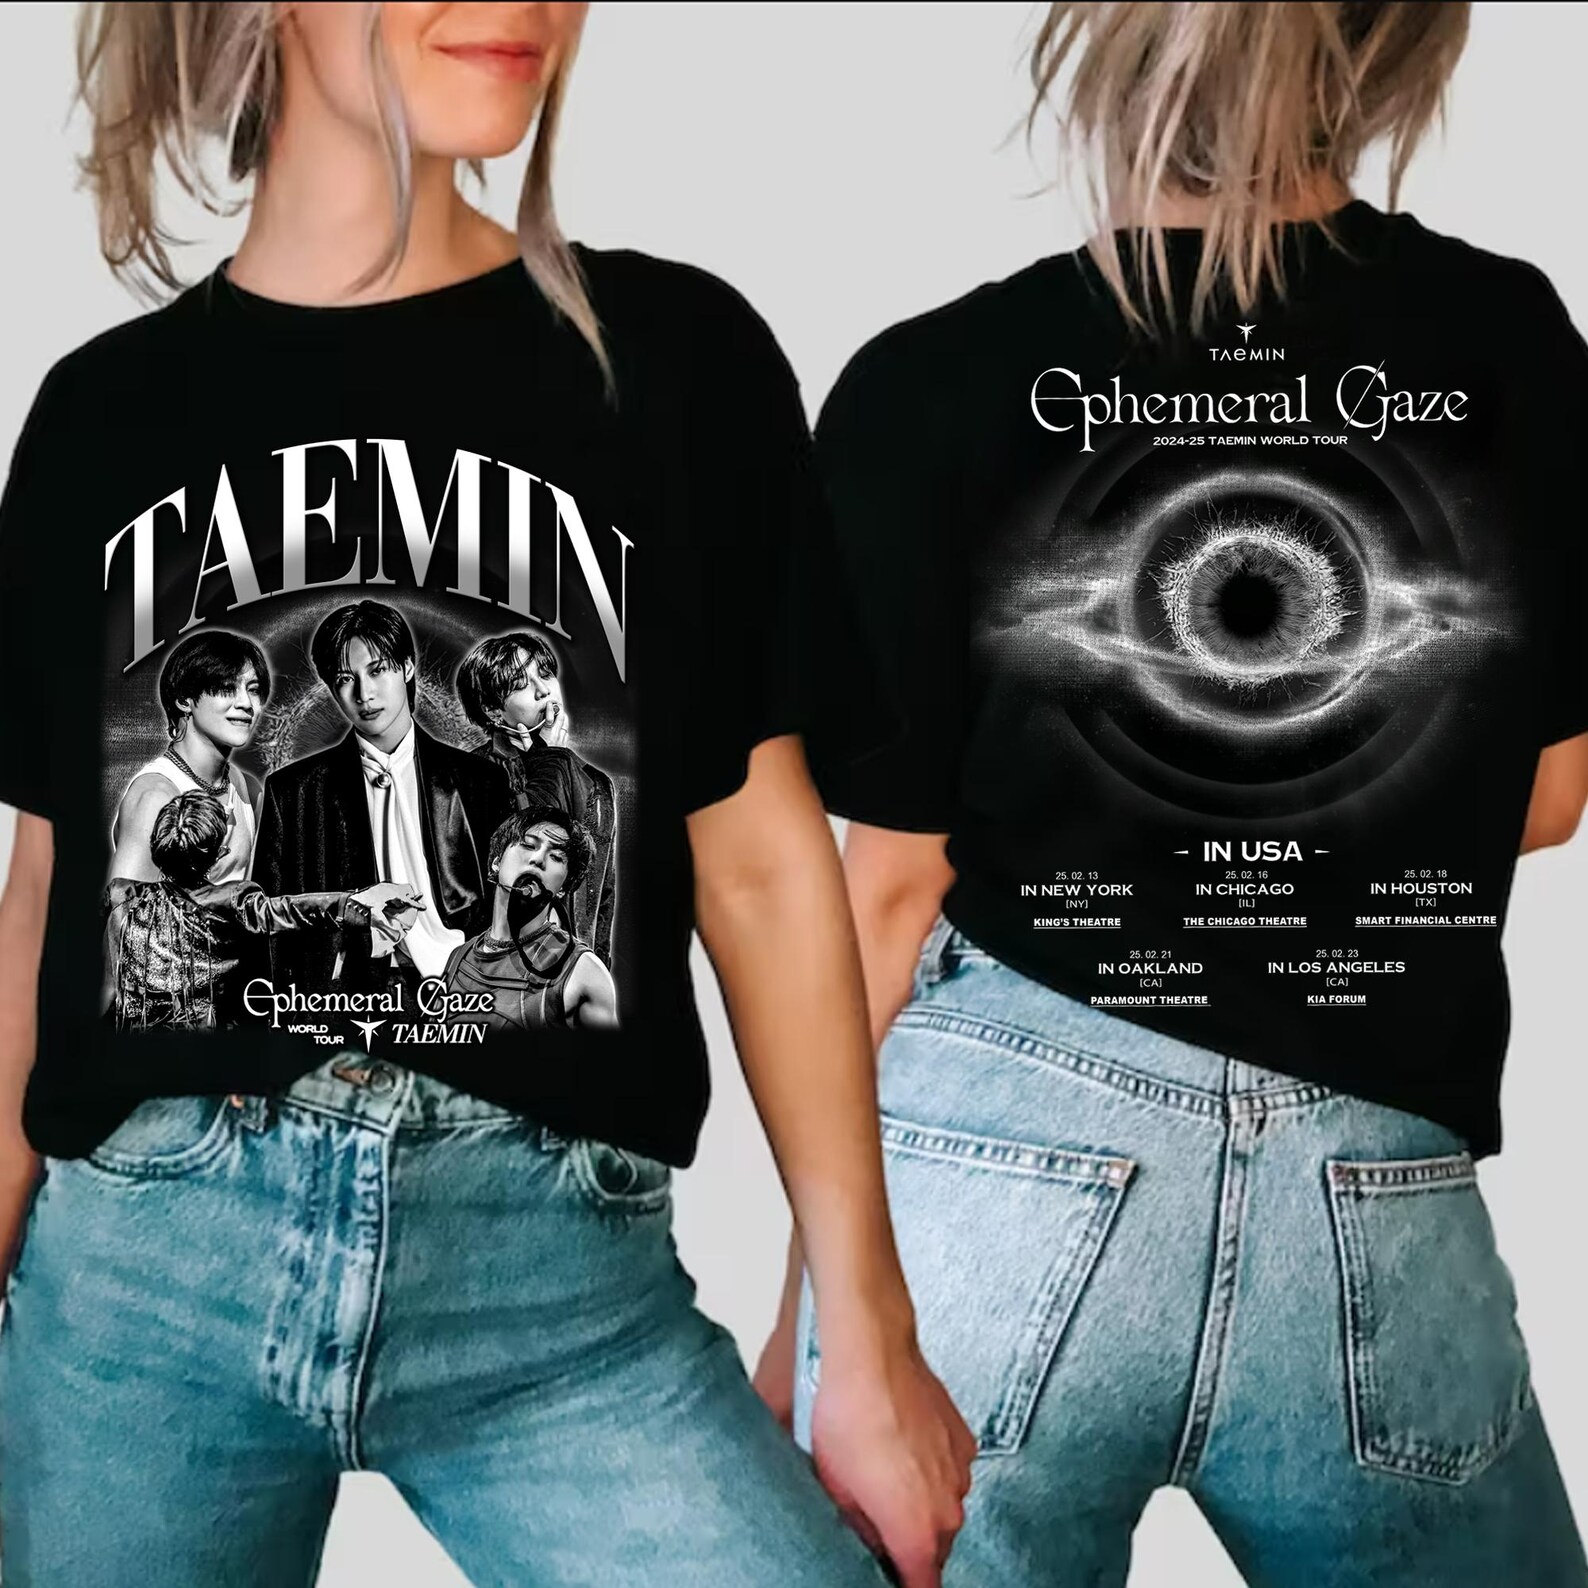 TAEMIN
Ephemeral Gaze
WORLD TOUR TAEMIN
TAEMIN
Ephemeral Gaze
2024-25 TAEMIN WORLD TOUR
- IN USA -
25. 02. 13
IN NEW YORK
[NY]
KING'S THEATRE
25. 02. 16
IN CHICAGO
[IL]
THE CHICAGO THEATRE
25. 02. 18
IN HOUSTON
[TX]
SMART FINANCIAL CENTRE
25. 02. 21
IN OAKLAND
[CA]
PARAMOUNT THEATRE
25. 02. 23
IN LOS ANGELES
[CA]
KIA FORUM